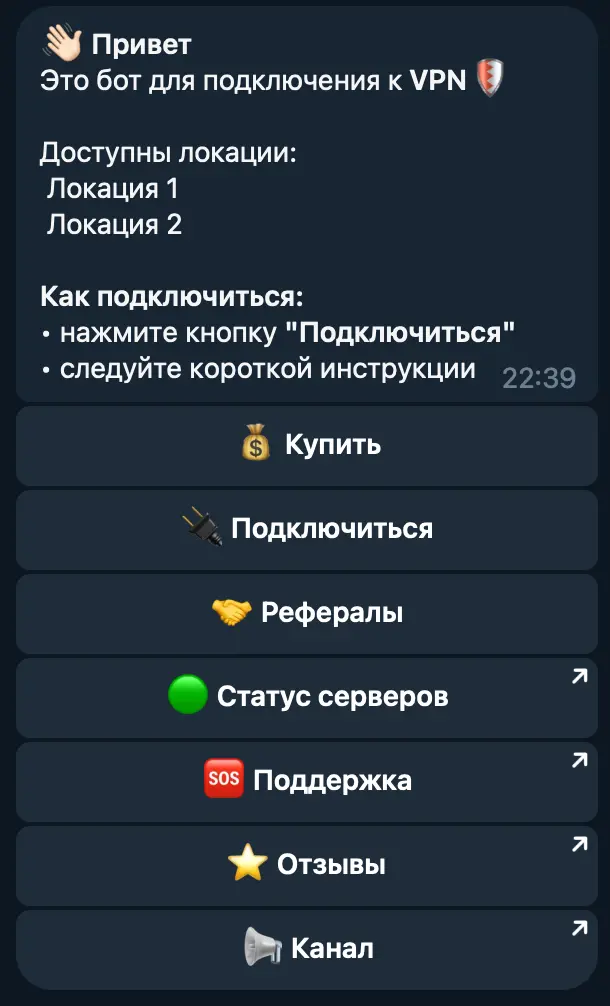 👋🏻 Привет
Это бот для подключения к VPN 🛡️
Доступны локации:
Локация 1
Локация 2
Как подключиться:
• нажмите кнопку "Подключиться"
• следуйте короткой инструкции
22:39
💰 Купить
🔌 Подключиться
🤝 Рефералы
🟢 Статус серверов
🆘 Поддержка
⭐ Отзывы
📢 Канал